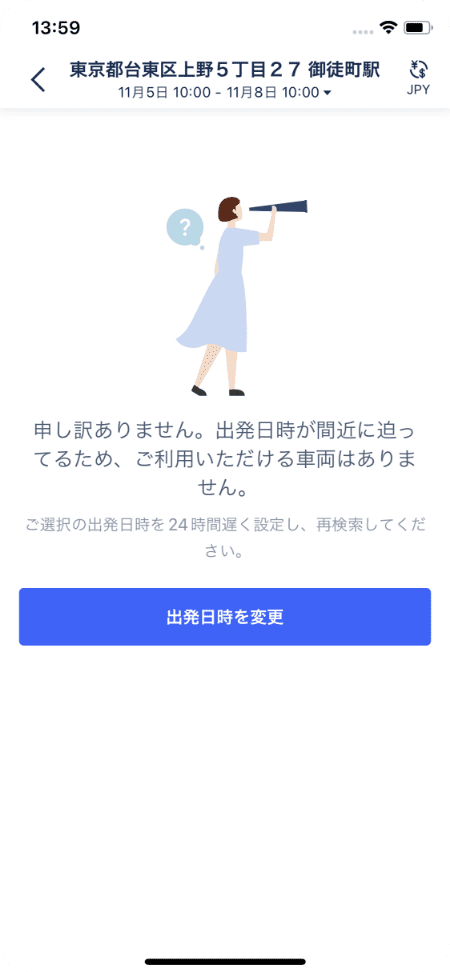 13:59
東京都台東区上野５丁目２７ 御徒町駅
11月5日 10:00 - 11月8日 10:00
JPY
?
申し訳ありません。出発日時が間近に迫っ
てるため、ご利用いただける車両はありま
せん。
ご選択の出発日時を24時間遅く設定し、再検索してくだ
さい。
出発日時を変更